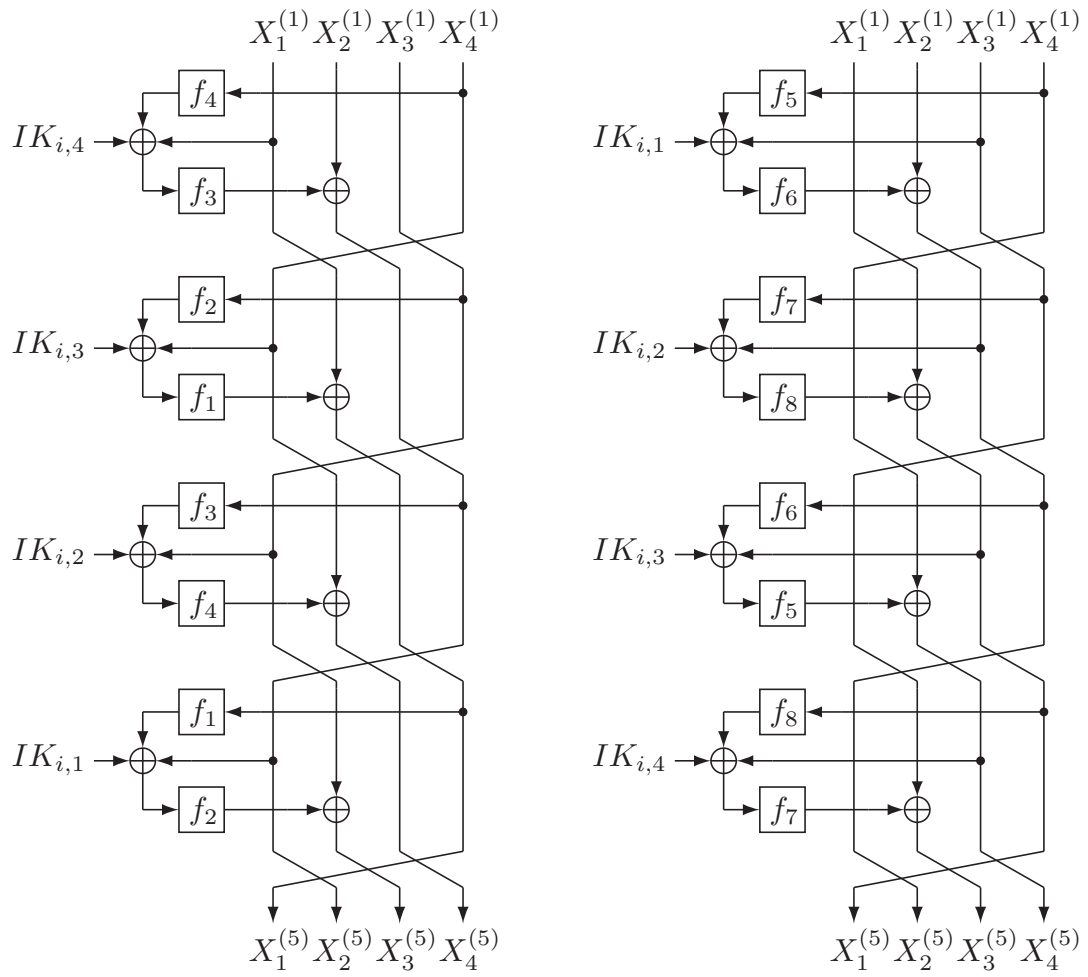 X_1^{(1)} X_2^{(1)} X_3^{(1)} X_4^{(1)}
f_4
IK_{i,4}
f_3
f_2
IK_{i,3}
f_1
f_3
IK_{i,2}
f_4
f_1
IK_{i,1}
f_2
X_1^{(5)} X_2^{(5)} X_3^{(5)} X_4^{(5)}
X_1^{(1)} X_2^{(1)} X_3^{(1)} X_4^{(1)}
f_5
IK_{i,1}
f_6
f_7
IK_{i,2}
f_8
f_6
IK_{i,3}
f_5
f_8
IK_{i,4}
f_7
X_1^{(5)} X_2^{(5)} X_3^{(5)} X_4^{(5)}